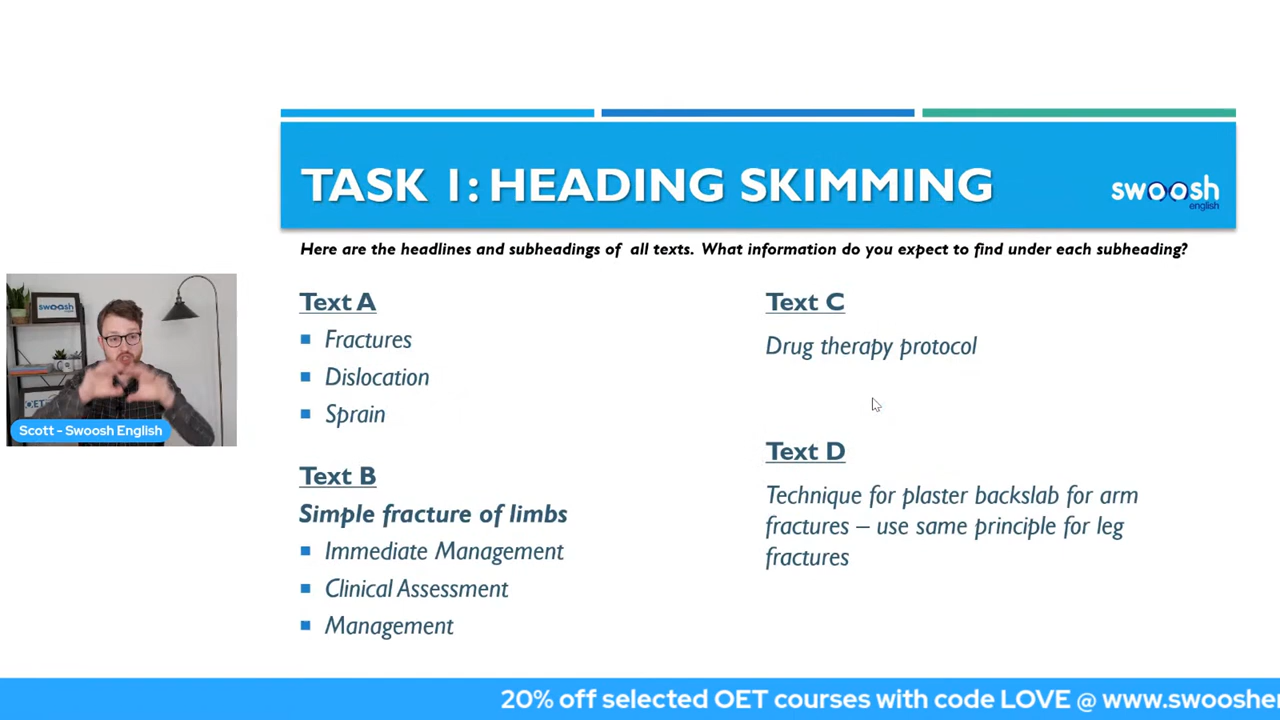 TASK 1: HEADING SKIMMING
swoosh
english
Here are the headlines and subheadings of all texts. What information do you expect to find under each subheading?
Text A
Fractures
Dislocation
Sprain
Text B
Simple fracture of limbs
Immediate Management
Clinical Assessment
Management
Text C
Drug therapy protocol
Text D
Technique for plaster backslab for arm
fractures – use same principle for leg
fractures
swoosh
OET
Scott - Swoosh English
20% off selected OET courses with code LOVE @ www.swooshe